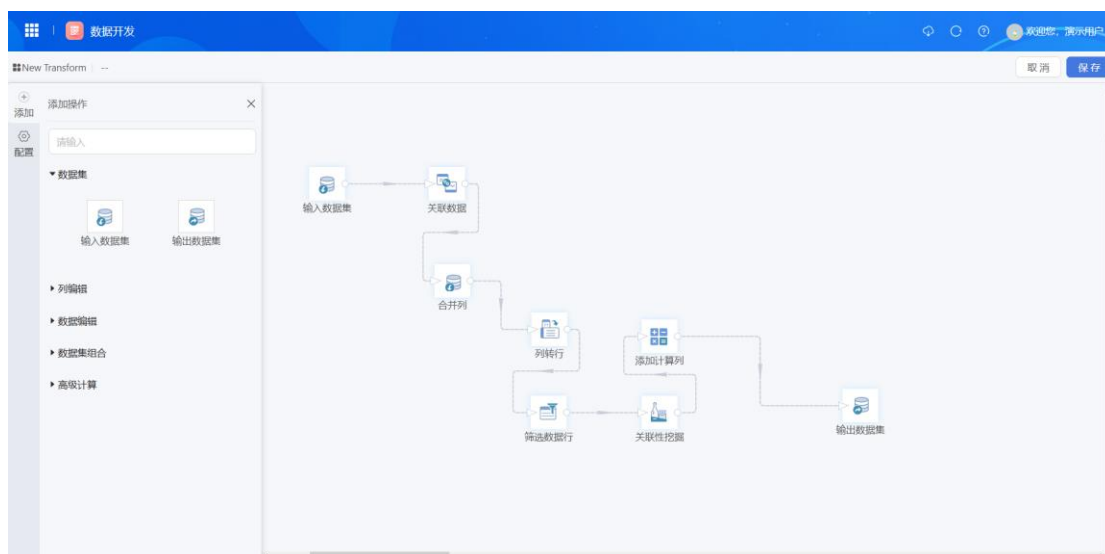 数据开发
欢迎您，演示用户
New Transform | --
取消
保存
添加
配置
添加操作
请输入
数据集
输入数据集
输出数据集
列编辑
数据编辑
数据集组合
高级计算
输入数据集
关联数据
合并列
列转行
添加计算列
筛选数据行
关联性挖掘
输出数据集